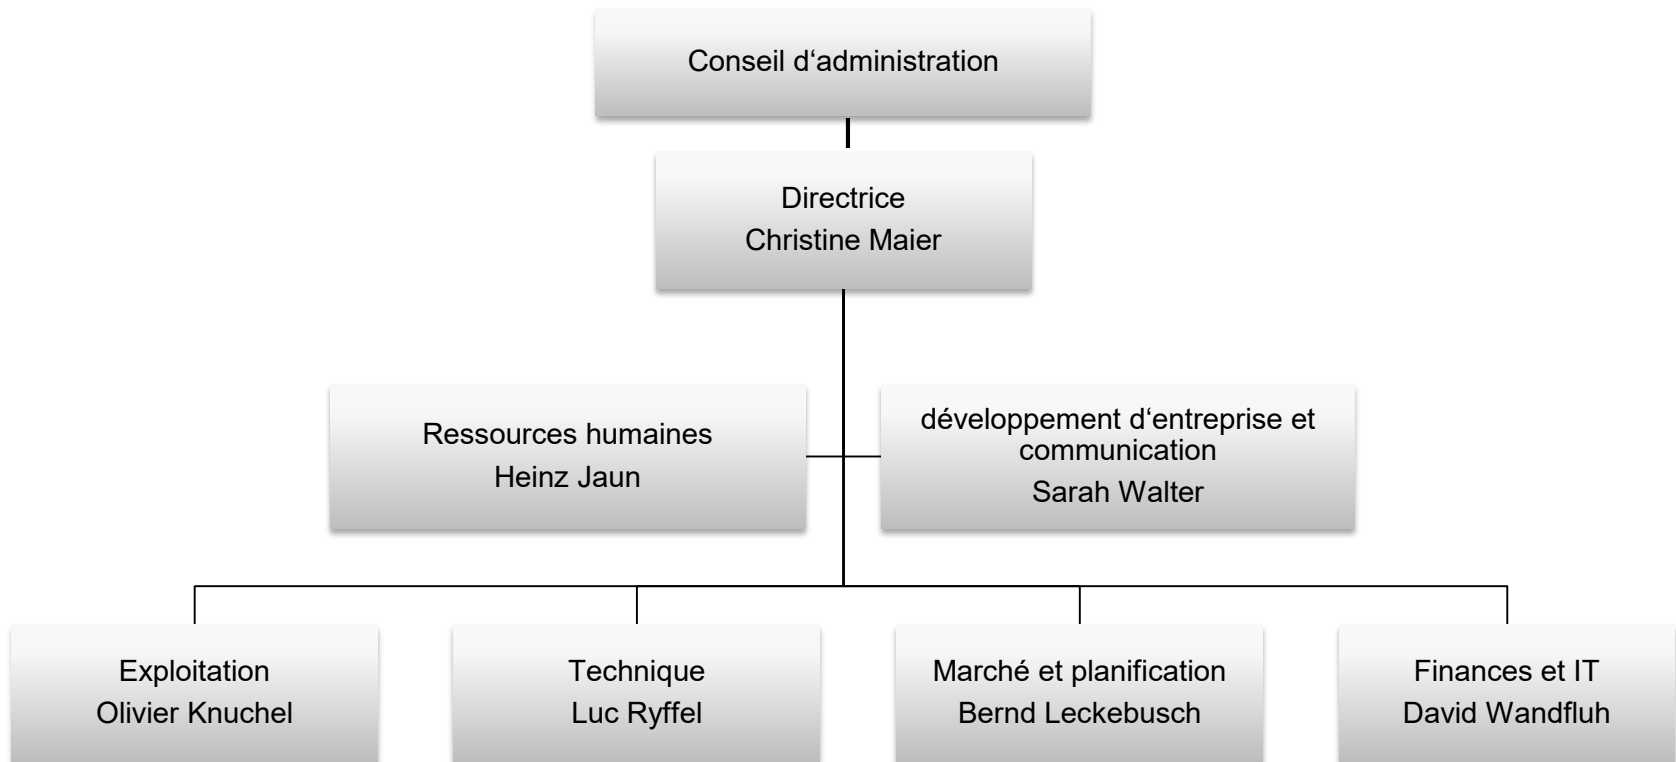 Conseil d‘administration
Directrice
Christine Maier
Ressources humaines
Heinz Jaun
développement d‘entreprise et
communication
Sarah Walter
Exploitation
Olivier Knuchel
Technique
Luc Ryffel
Marché et planification
Bernd Leckebusch
Finances et IT
David Wandfluh